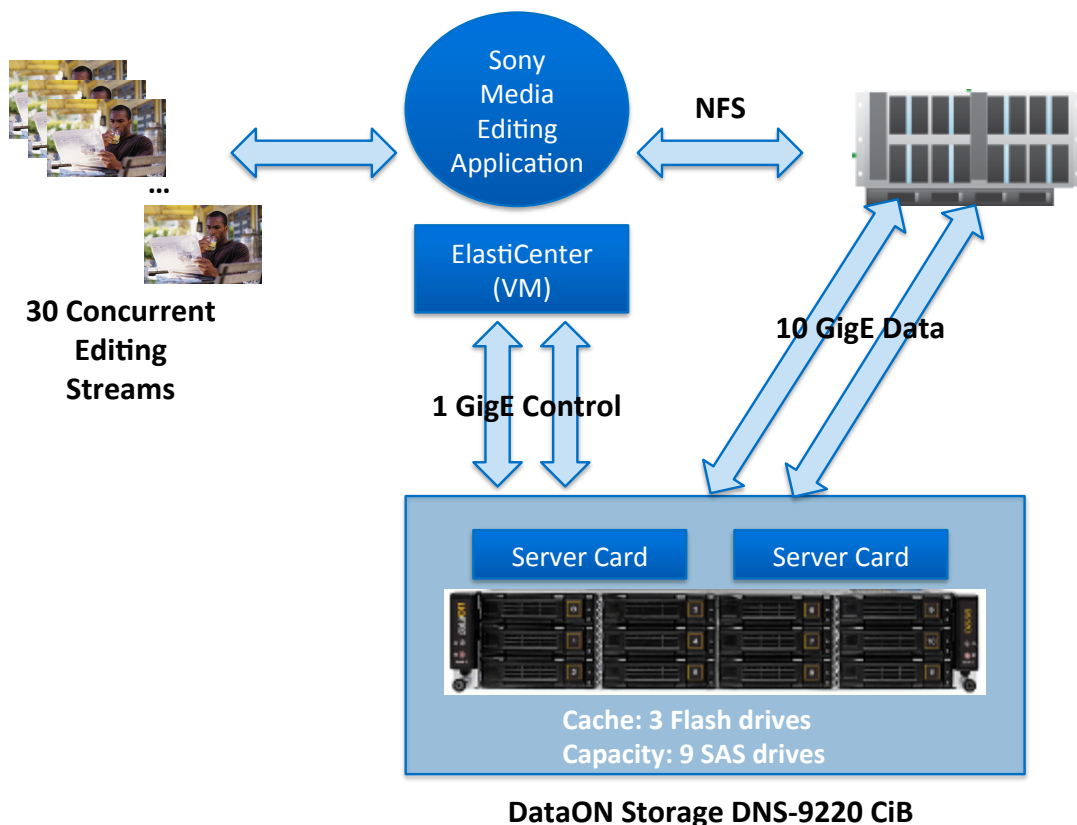 Sony
Media
Editing
Application
NFS
...
ElastiCenter
(VM)
30 Concurrent
Editing
Streams
10 GigE Data
1 GigE Control
Server Card
Server Card
Cache: 3 Flash drives
Capacity: 9 SAS drives
DataON Storage DNS-9220 CiB